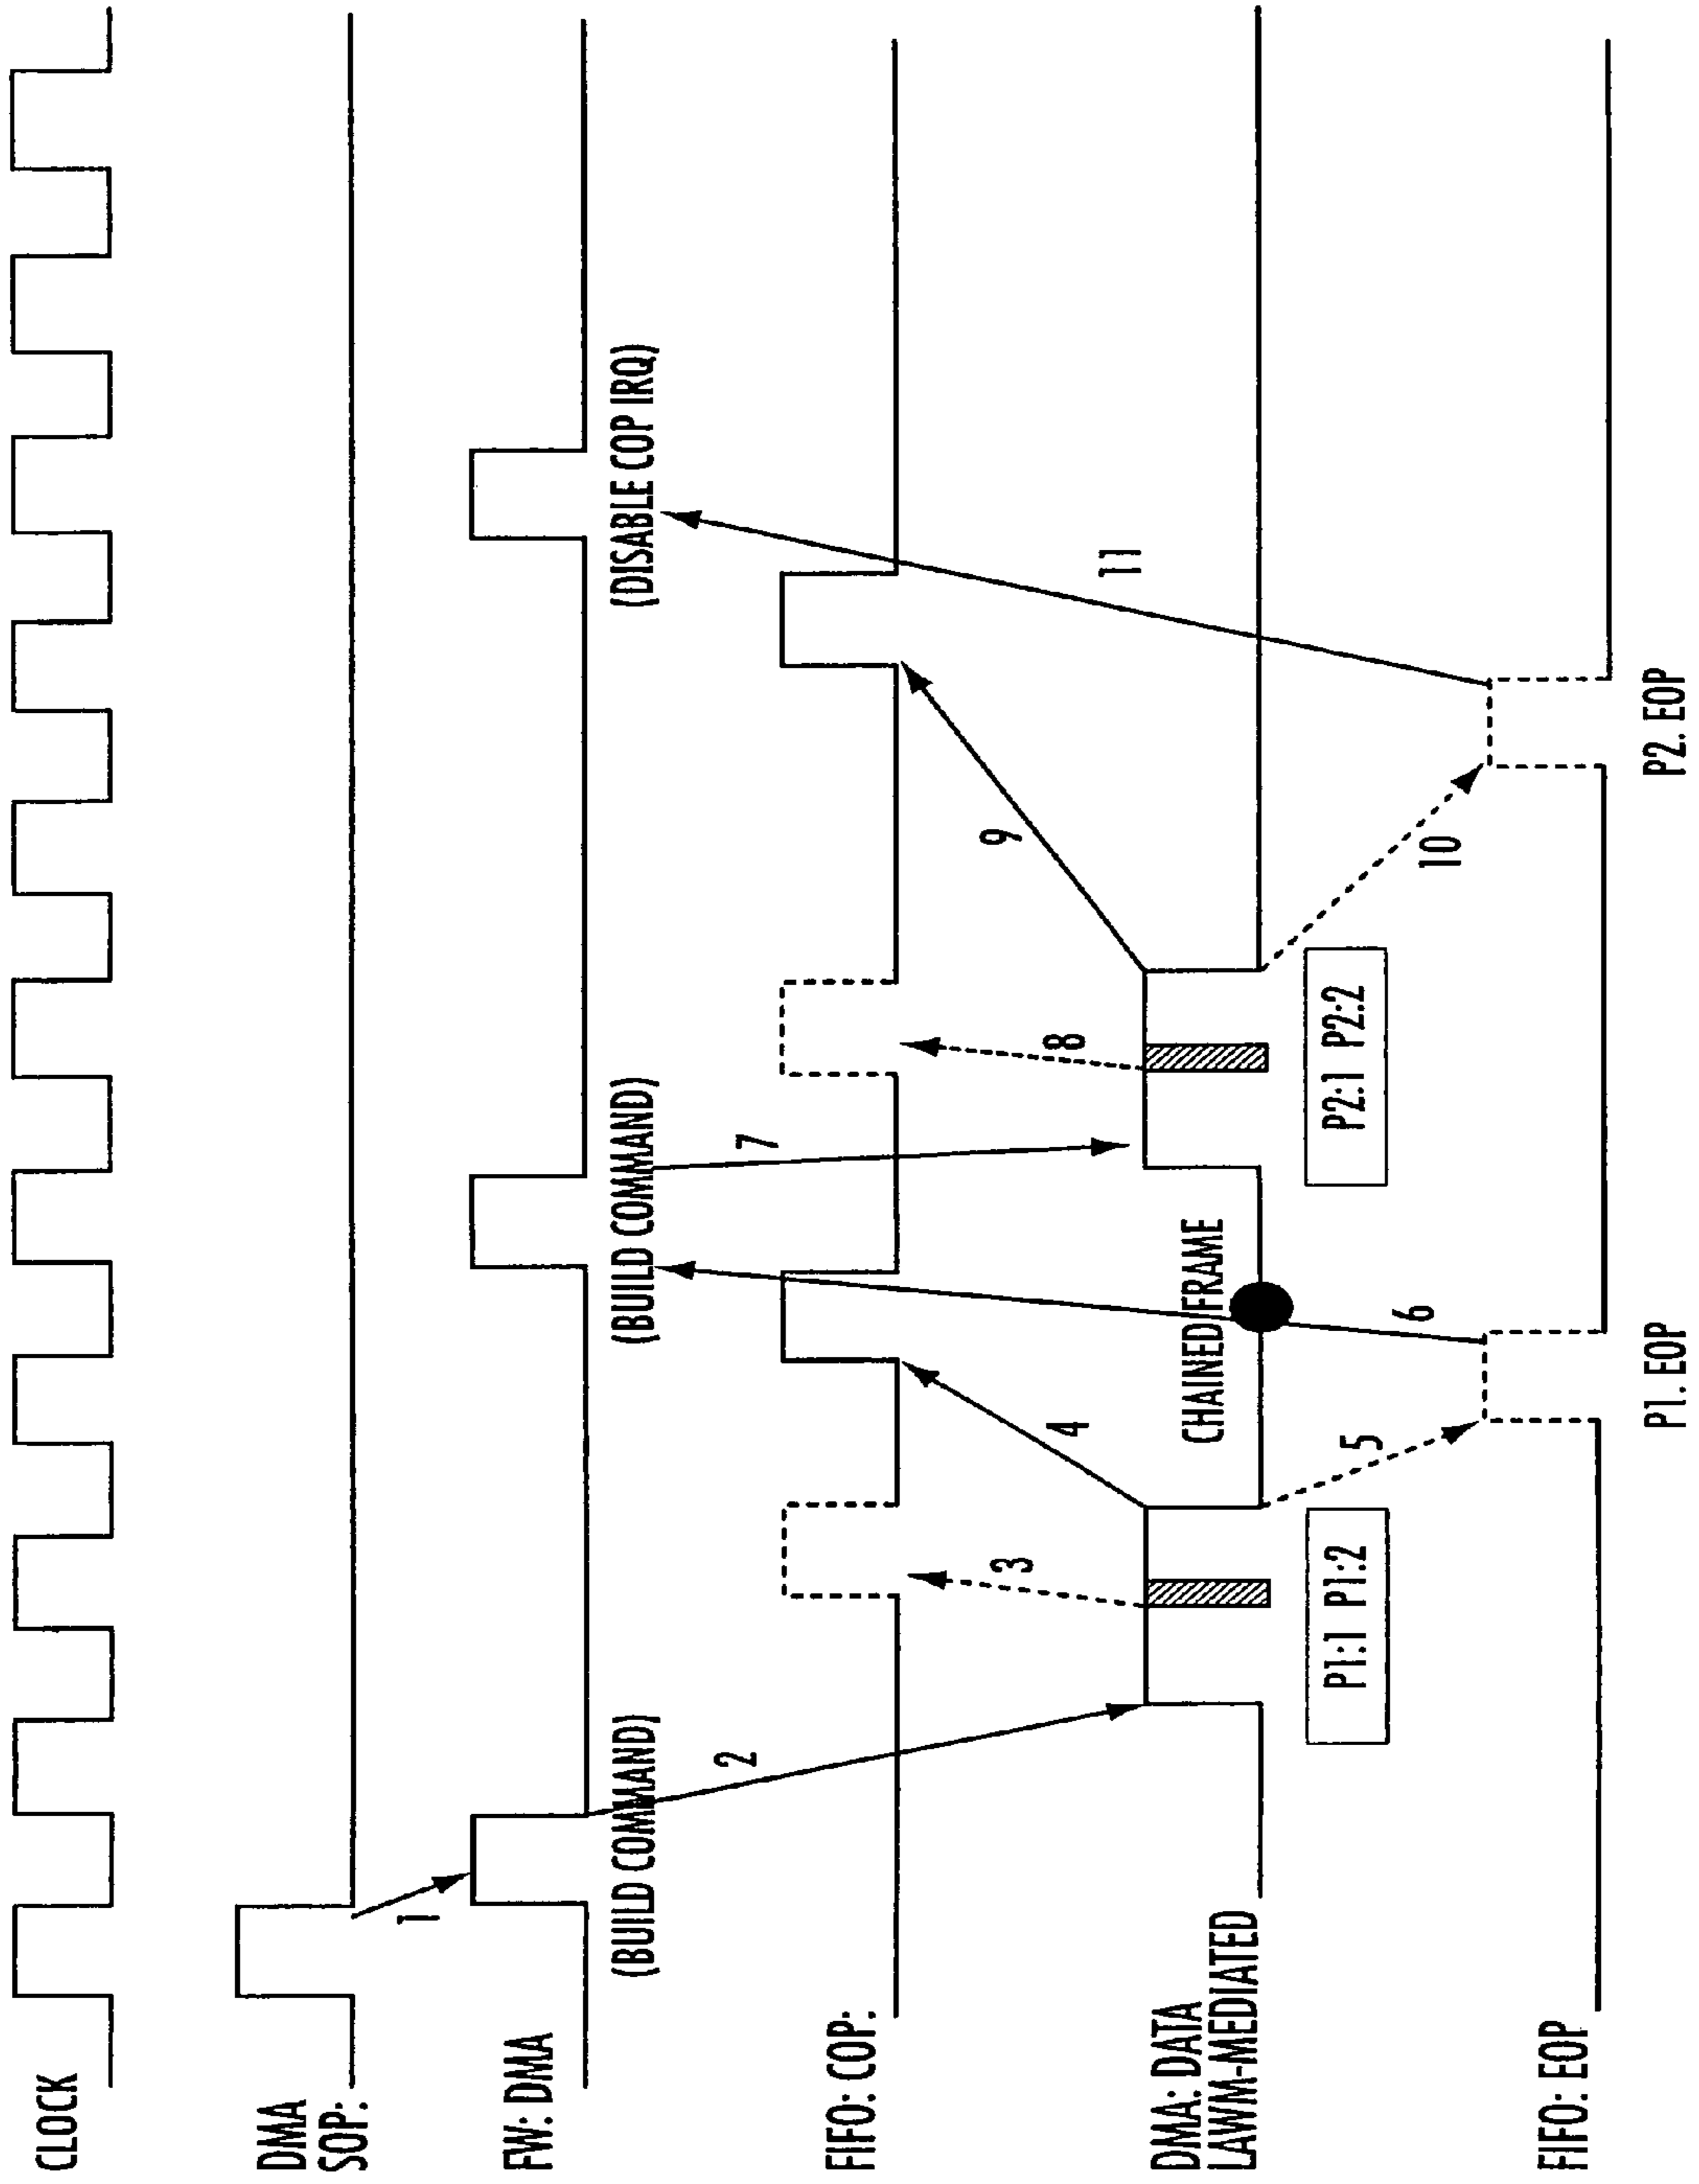 CLOCK
DMA
SOP:
1
FW: DMA
(BUILD COMMAND)
(BUILD COMMAND)
(DISABLE COP IRQ)
2
7
FIFO: COP:
3
4
8
9
11
DMA: DATA
LAWM-MEDIATED
CHAINED FRAME
P1:1 P1:2
P2:1 P2:2
5
6
10
FIFO: EOP
P1. EOP
P2. EOP